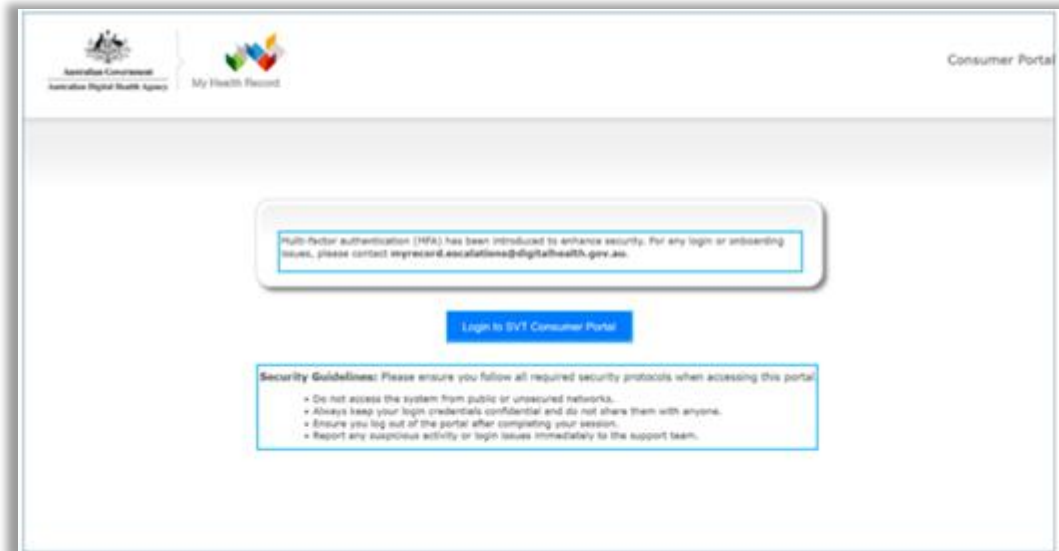 Australian Government
Australian Digital Health Agency
My Health Record
Consumer Portal
Multi-factor authentication (MFA) has been introduced to enhance security. For any login or onboarding
issues, please contact myrecord.escalations@digitalhealth.gov.au.
Login to SVT Consumer Portal
Security Guidelines: Please ensure you follow all required security protocols when accessing this portal
• Do not access the system from public or unsecured networks.
• Always keep your login credentials confidential and do not share them with anyone.
• Ensure you log out of the portal after completing your session.
• Report any suspicious activity or login issues immediately to the support team.